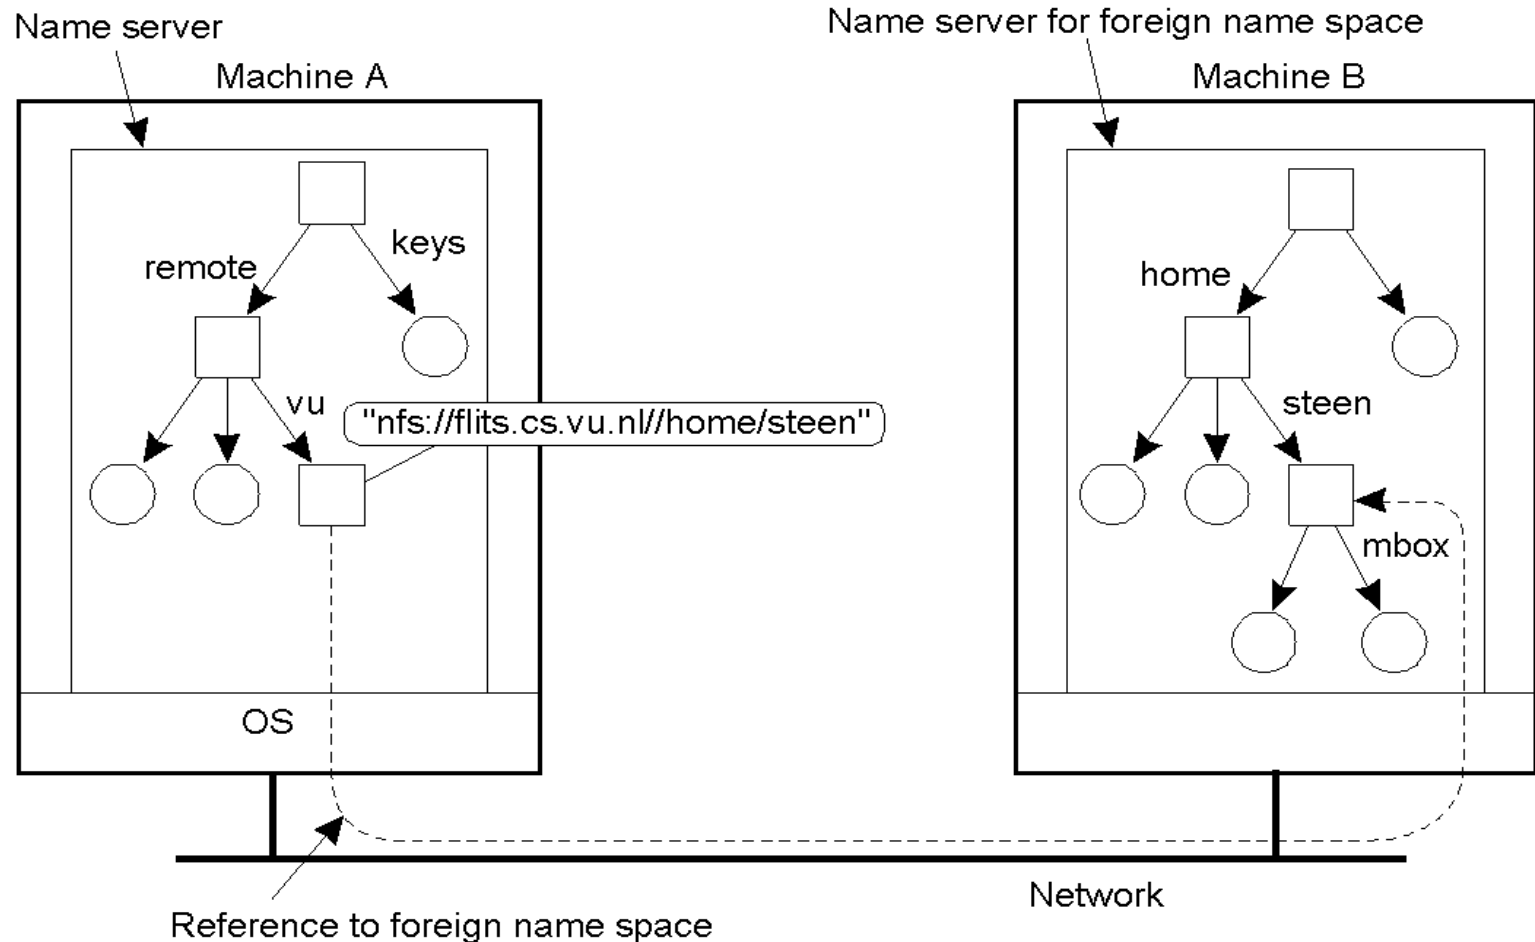 Name server
Name server for foreign name space
Machine A
Machine B
keys
remote
home
vu
"nfs://flits.cs.vu.nl//home/steen"
steen
mbox
OS
Network
Reference to foreign name space